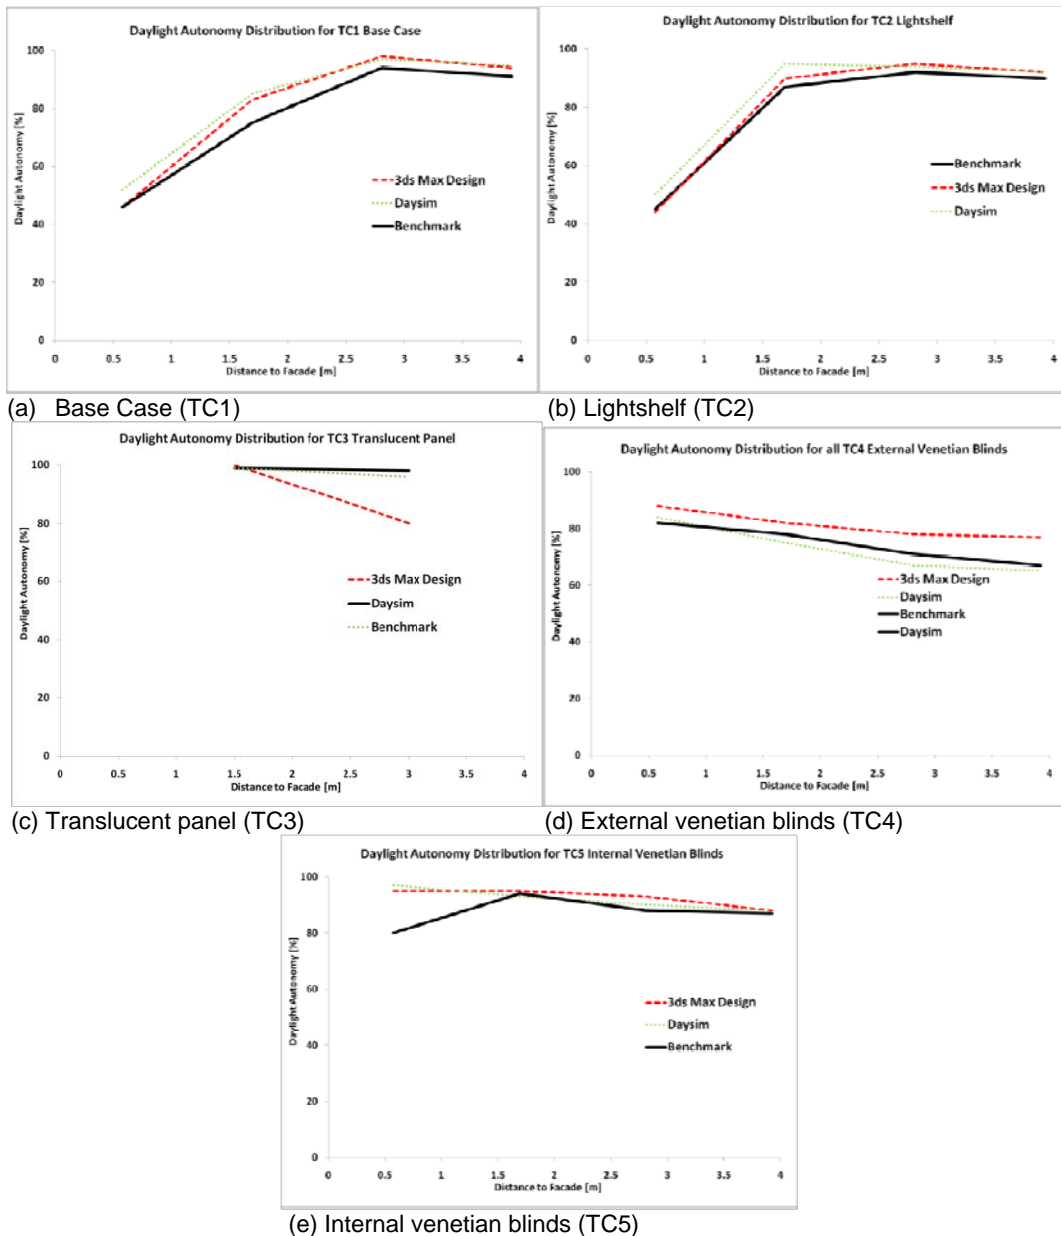 Daylight Autonomy Distribution for TC1 Base Case
Daylight Autonomy [%]
100
80
60
40
20
0
3ds Max Design
Daysim
Benchmark
0 0.5 1 1.5 2 2.5 3 3.5 4
Distance to Facade [m]
(a) Base Case (TC1)
Daylight Autonomy Distribution for TC2 Lightshelf
Daylight Autonomy [%]
100
80
60
40
20
0
Benchmark
3ds Max Design
Daysim
0 0.5 1 1.5 2 2.5 3 3.5 4
Distance to Facade [m]
(b) Lightshelf (TC2)
Daylight Autonomy Distribution for TC3 Translucent Panel
Daylight Autonomy [%]
100
80
60
40
20
0
3ds Max Design
Daysim
Benchmark
0 0.5 1 1.5 2 2.5 3 3.5 4
Distance to Facade [m]
(c) Translucent panel (TC3)
Daylight Autonomy Distribution for all TC4 External Venetian Blinds
Daylight Autonomy [%]
100
80
60
40
20
0
3ds Max Design
Daysim
Benchmark
Daysim
0 0.5 1 1.5 2 2.5 3 3.5 4
Distance to Facade [m]
(d) External venetian blinds (TC4)
Daylight Autonomy Distribution for TC5 Internal Venetian Blinds
Daylight Autonomy [%]
100
80
60
40
20
0
3ds Max Design
Daysim
Benchmark
0 0.5 1 1.5 2 2.5 3 3.5 4
Distance to Facade [m]
(e) Internal venetian blinds (TC5)